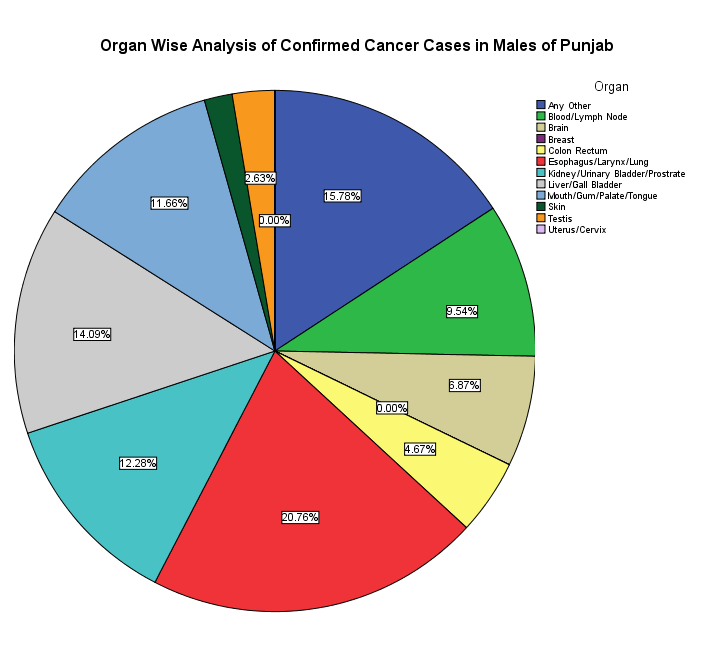 Organ Wise Analysis of Confirmed Cancer Cases in Males of Punjab
Organ
Any Other
Blood/Lymph Node
Brain
Breast
Colon Rectum
Esophagus/Larynx/Lung
Kidney/Urinary Bladder/Prostrate
Liver/Gall Bladder
Mouth/Gum/Palate/Tongue
Skin
Testis
Uterus/Cervix
2.63%
15.78%
11.66%
0.00%
9.54%
14.09%
6.87%
0.00%
4.67%
12.28%
20.76%